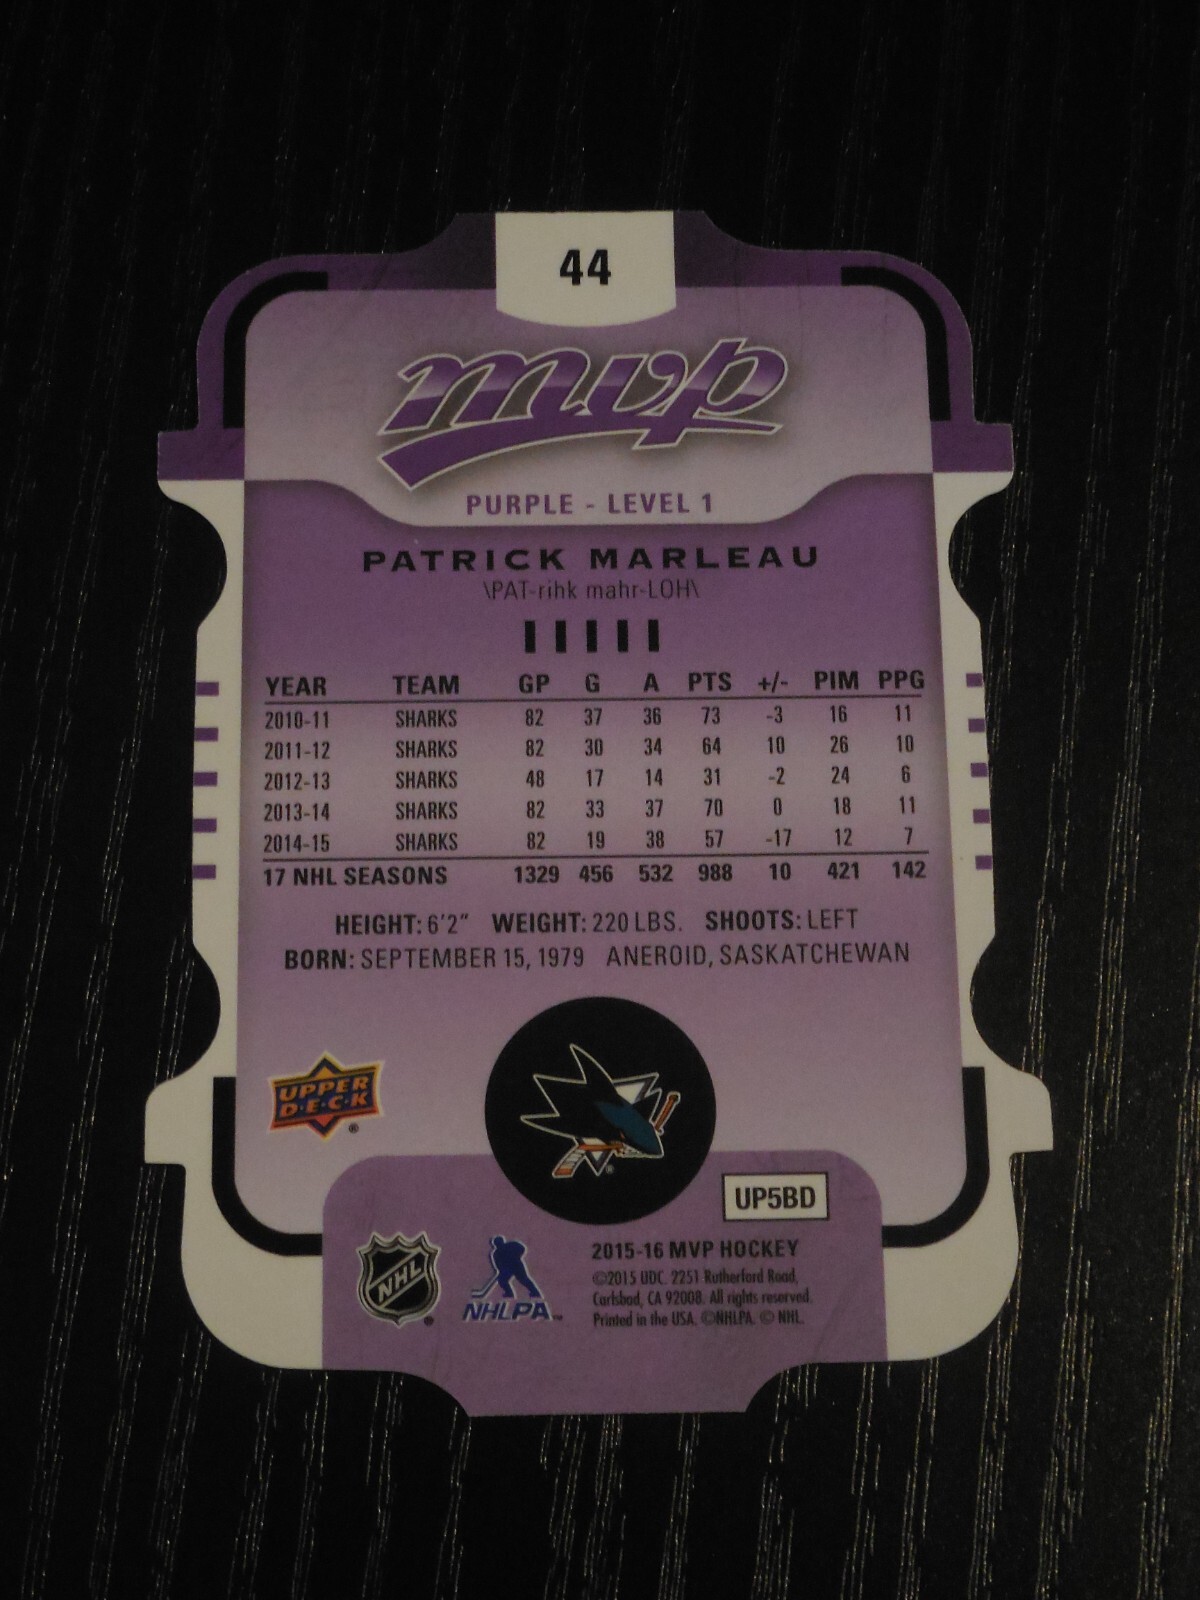 44
mvp
PURPLE - LEVEL 1
PATRICK MARLEAU
\PAT-rihk mahr-LOH\
YEAR TEAM GP G A PTS +/- PIM PPG
2010-11 SHARKS 82 37 36 73 -3 16 11
2011-12 SHARKS 82 30 34 64 10 26 10
2012-13 SHARKS 48 17 14 31 -2 24 6
2013-14 SHARKS 82 33 37 70 0 18 11
2014-15 SHARKS 82 19 38 57 -17 12 7
17 NHL SEASONS 1329 456 532 988 10 421 142
HEIGHT: 6'2" WEIGHT: 220 LBS. SHOOTS: LEFT
BORN: SEPTEMBER 15, 1979 ANEROID, SASKATCHEWAN
UPPER
D·E·C·K
®
®
UP5BD
NHL
®
NHLPA™
2015-16 MVP HOCKEY
©2015 UDC. 2251 Rutherford Road,
Carlsbad, CA 92008. All rights reserved.
Printed in the USA. ©NHLPA. © NHL.